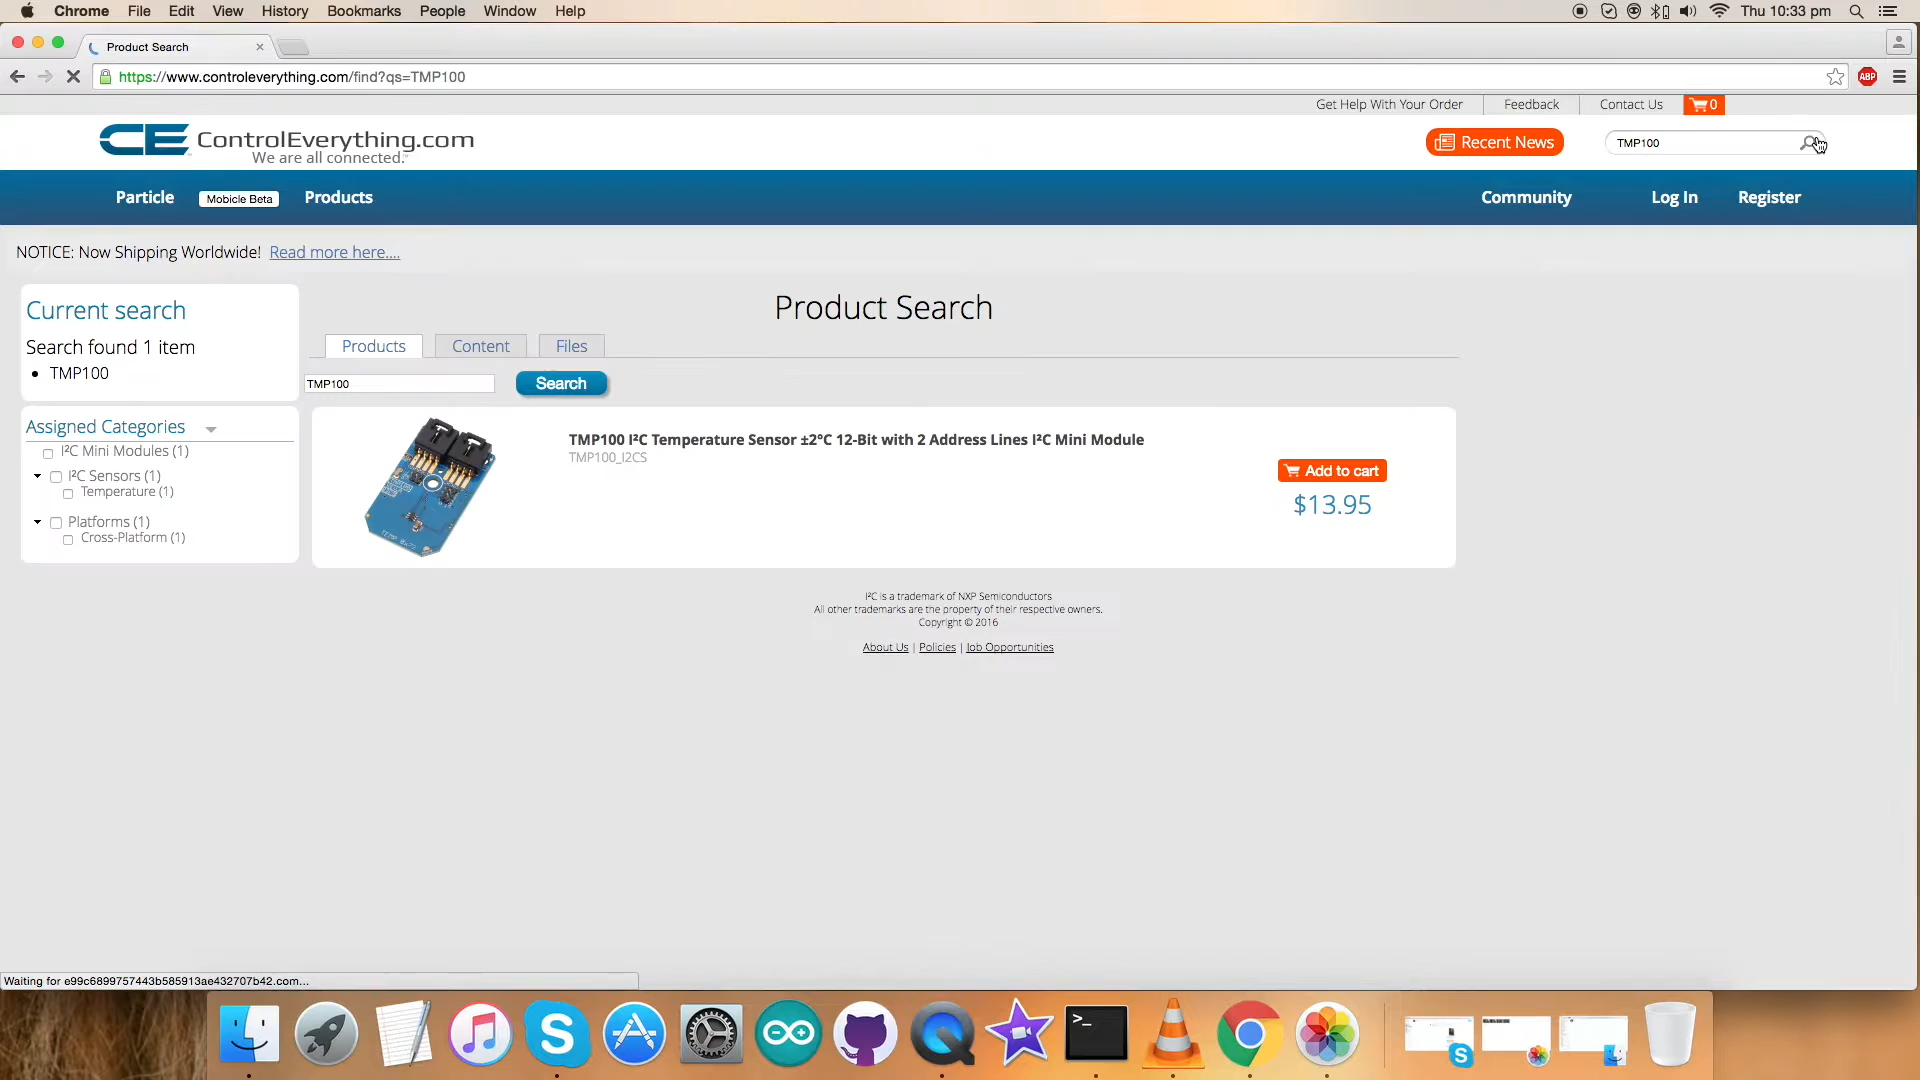 Chrome File Edit View History Bookmarks People Window Help Thu 10:33 pm
Product Search
https://www.controleverything.com/find?qs=TMP100 ABP
Get Help With Your Order Feedback Contact Us 0
CE ControlEverything.com
We are all connected.
Recent News TMP100
Particle Mobicle Beta Products Community Log In Register
NOTICE: Now Shipping Worldwide! Read more here....
Current search
Search found 1 item
• TMP100
Product Search
Products Content Files
TMP100 Search
Assigned Categories
I²C Mini Modules (1)
I²C Sensors (1)
Temperature (1)
Platforms (1)
Cross-Platform (1)
TMP100 I²C Temperature Sensor ±2°C 12-Bit with 2 Address Lines I²C Mini Module
TMP100_I2CS
Add to cart
$13.95
I²C is a trademark of NXP Semiconductors
All other trademarks are the property of their respective owners.
Copyright © 2016
About Us | Policies | Job Opportunities
Waiting for e99c6899757443b585913ae432707b42.com...